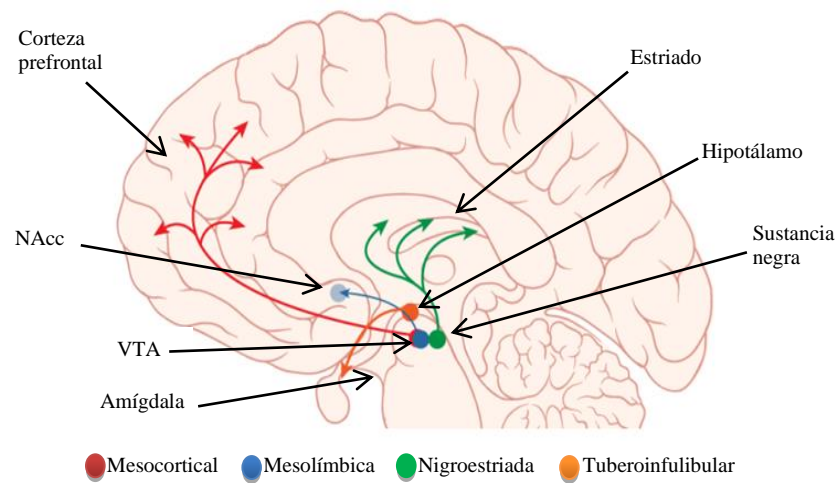 Corteza
prefrontal
Estriado
Hipotálamo
NAcc
Sustancia
negra
VTA
Amígdala
Mesocortical
Mesolímbica
Nigroestriada
Tuberoinfulibular